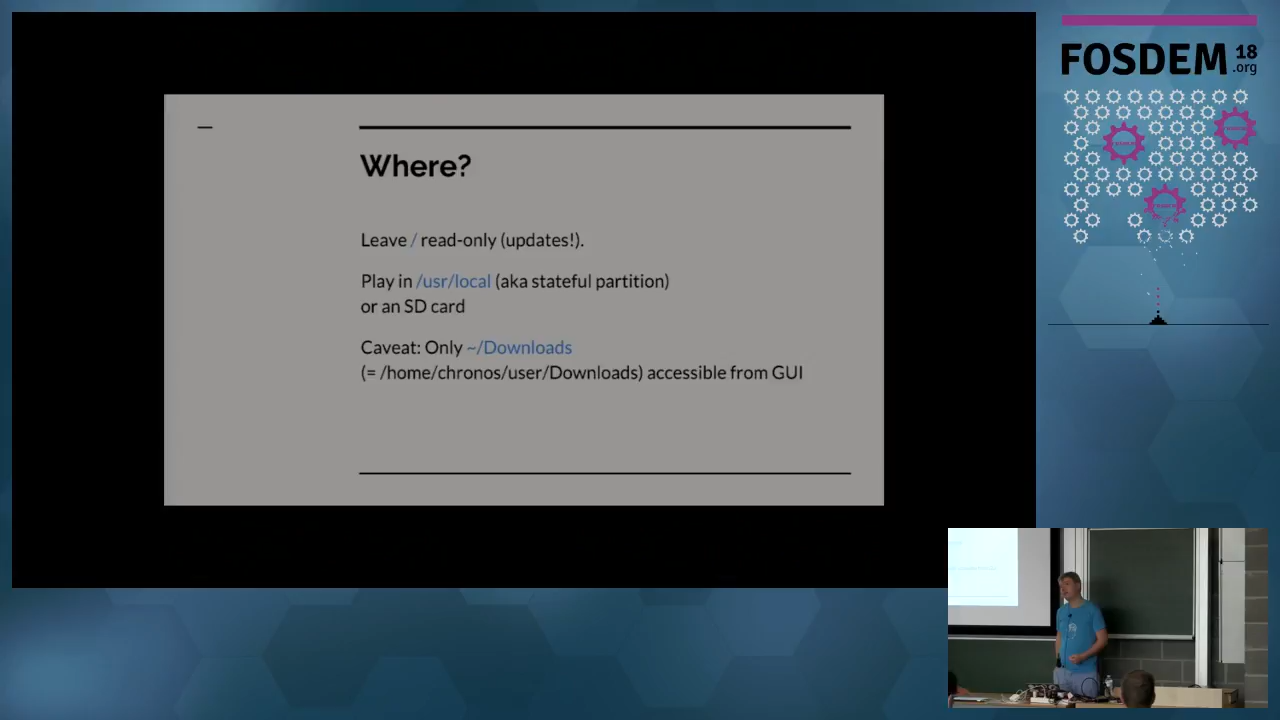 FOSDEM 18
.org
Where?
Leave / read-only (updates!).
Play in /usr/local (aka stateful partition)
or an SD card
Caveat: Only ~/Downloads
(= /home/chronos/user/Downloads) accessible from GUI